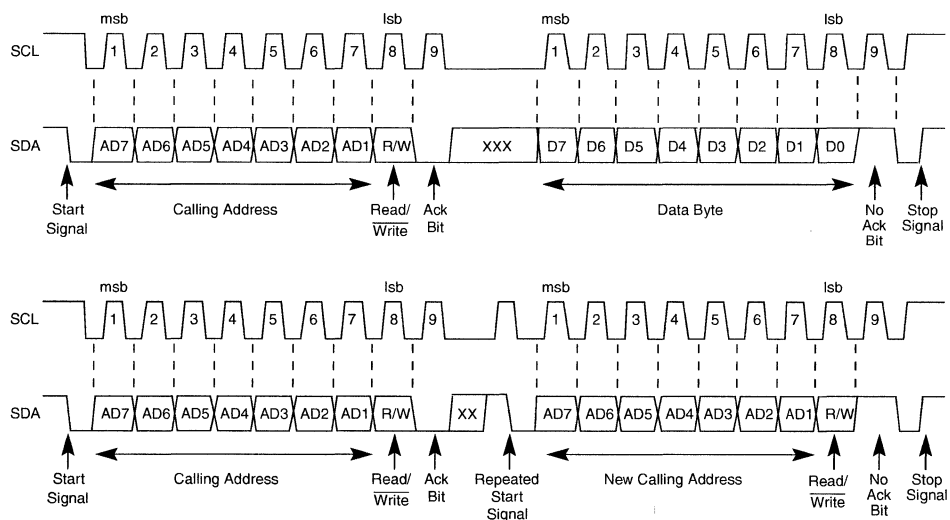 msb lsb msb lsb
SCL 1 2 3 4 5 6 7 8 9 1 2 3 4 5 6 7 8 9
SDA AD7 AD6 AD5 AD4 AD3 AD2 AD1 R/W XXX D7 D6 D5 D4 D3 D2 D1 D0
Start Calling Address Read/ Ack Data Byte No Stop
Signal Write Bit Ack Signal
Bit
msb lsb msb lsb
SCL 1 2 3 4 5 6 7 8 9 1 2 3 4 5 6 7 8 9
SDA AD7 AD6 AD5 AD4 AD3 AD2 AD1 R/W XX AD7 AD6 AD5 AD4 AD3 AD2 AD1 R/W
Start Calling Address Read/ Ack Repeated New Calling Address Read/ No Stop
Signal Write Bit Start Write Ack Signal
Signal Bit